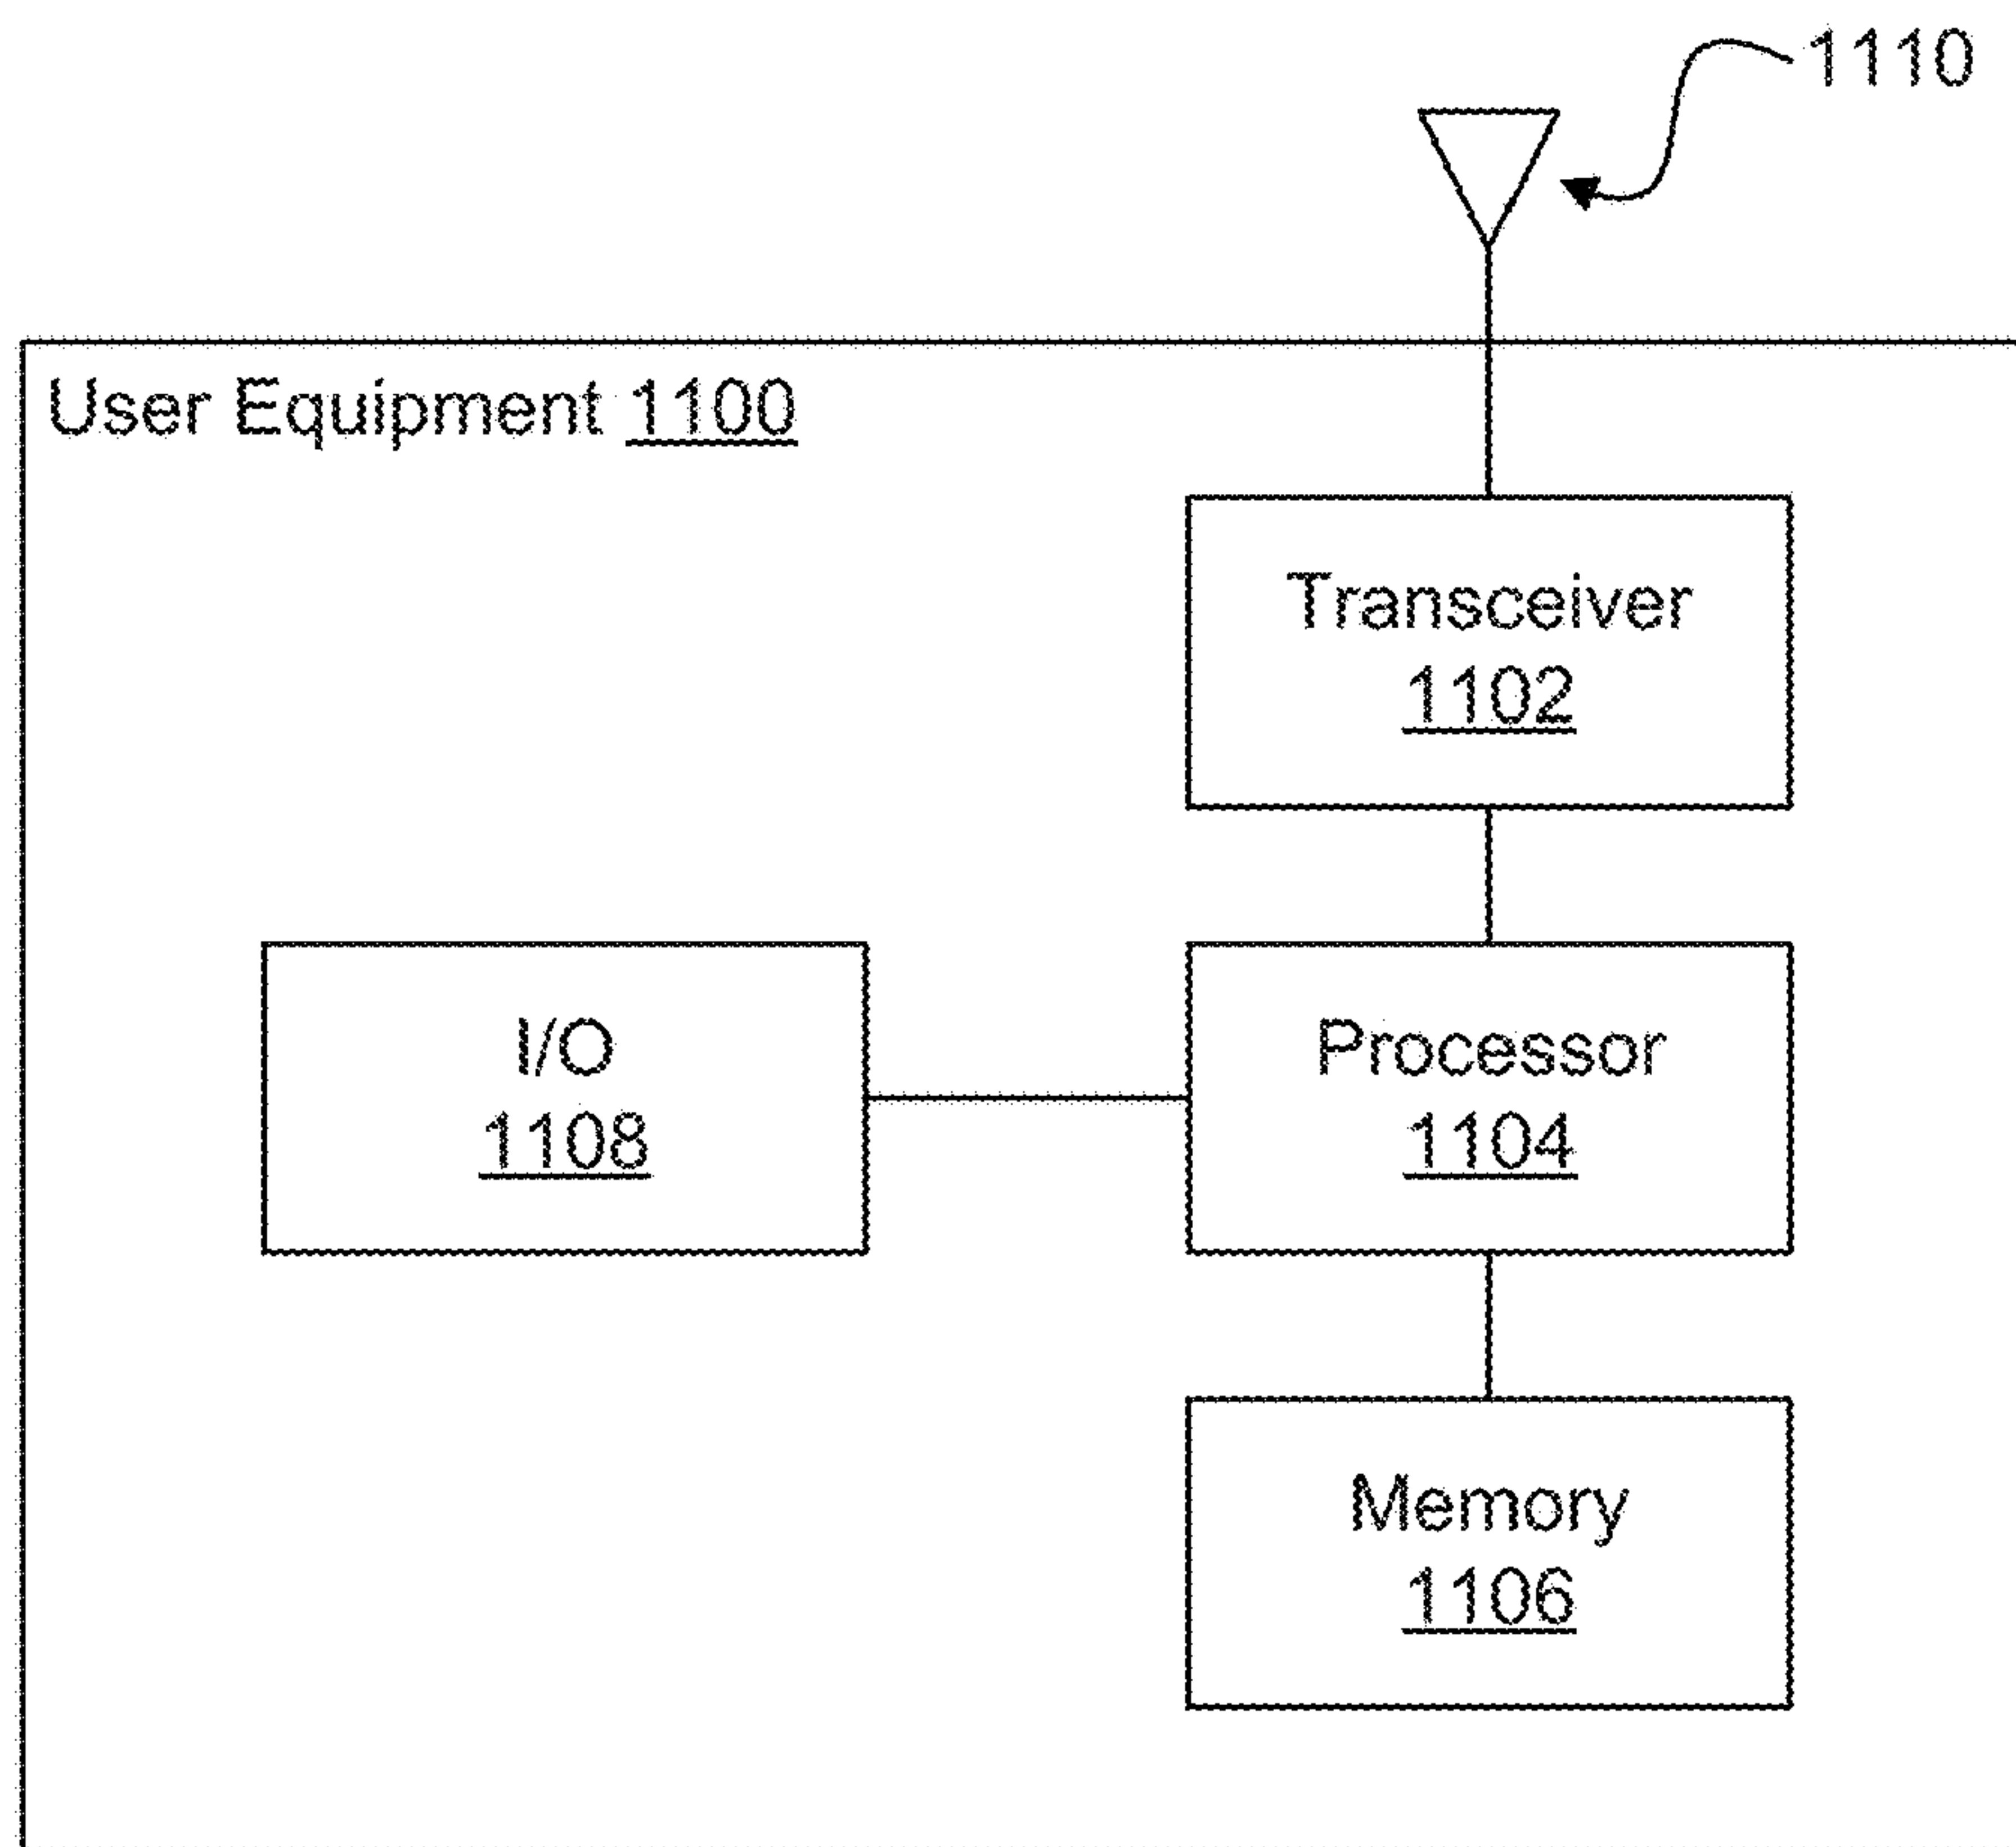 1110
User Equipment 1100
Transceiver
1102
I/O
1108
Processor
1104
Memory
1106